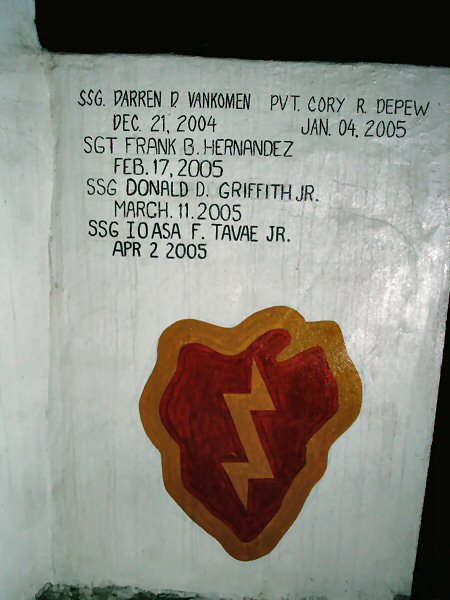 SSG. DARREN D VANKOMEN PVT. CORY R. DEPEW
DEC. 21, 2004 JAN. 04, 2005
SGT FRANK B. HERNANDEZ
FEB. 17, 2005
SSG DONALD D. GRIFFITH JR.
MARCH. 11. 2005
SSG IOASA F. TAVAE JR.
APR 2 2005